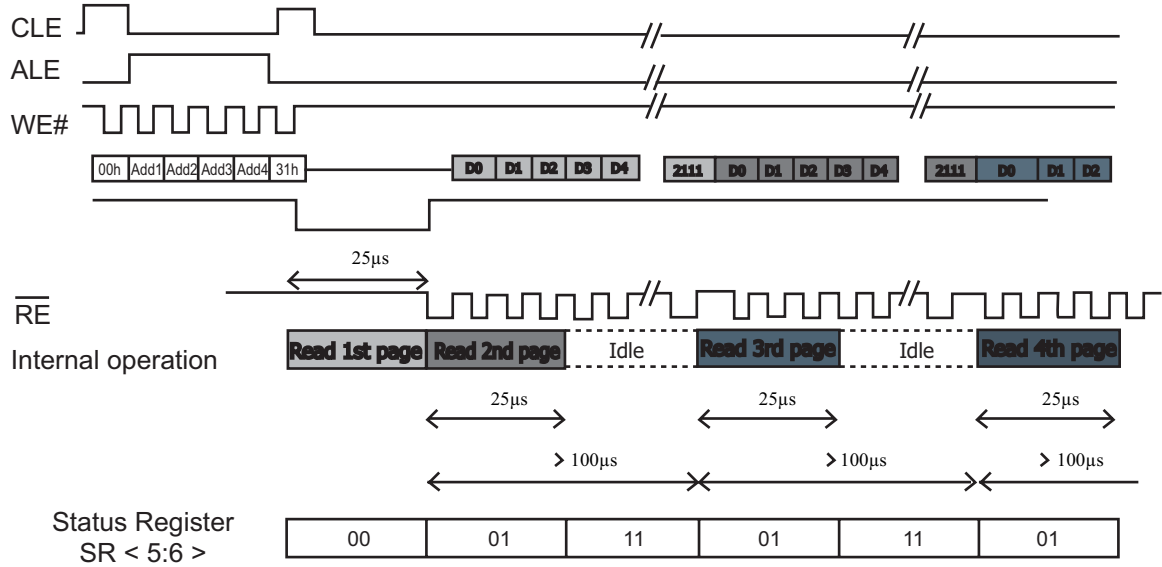 CLE
ALE
WE#
00h Add1 Add2 Add3 Add4 31h D0 D1 D2 D3 D4 2111 D0 D1 D2 D3 D4 2111 D0 D1 D2
25µs
RE
Internal operation Read 1st page Read 2nd page Idle Read 3rd page Idle Read 4th page
25µs 25µs 25µs
> 100µs > 100µs > 100µs
Status Register
SR < 5:6 > 00 01 11 01 11 01